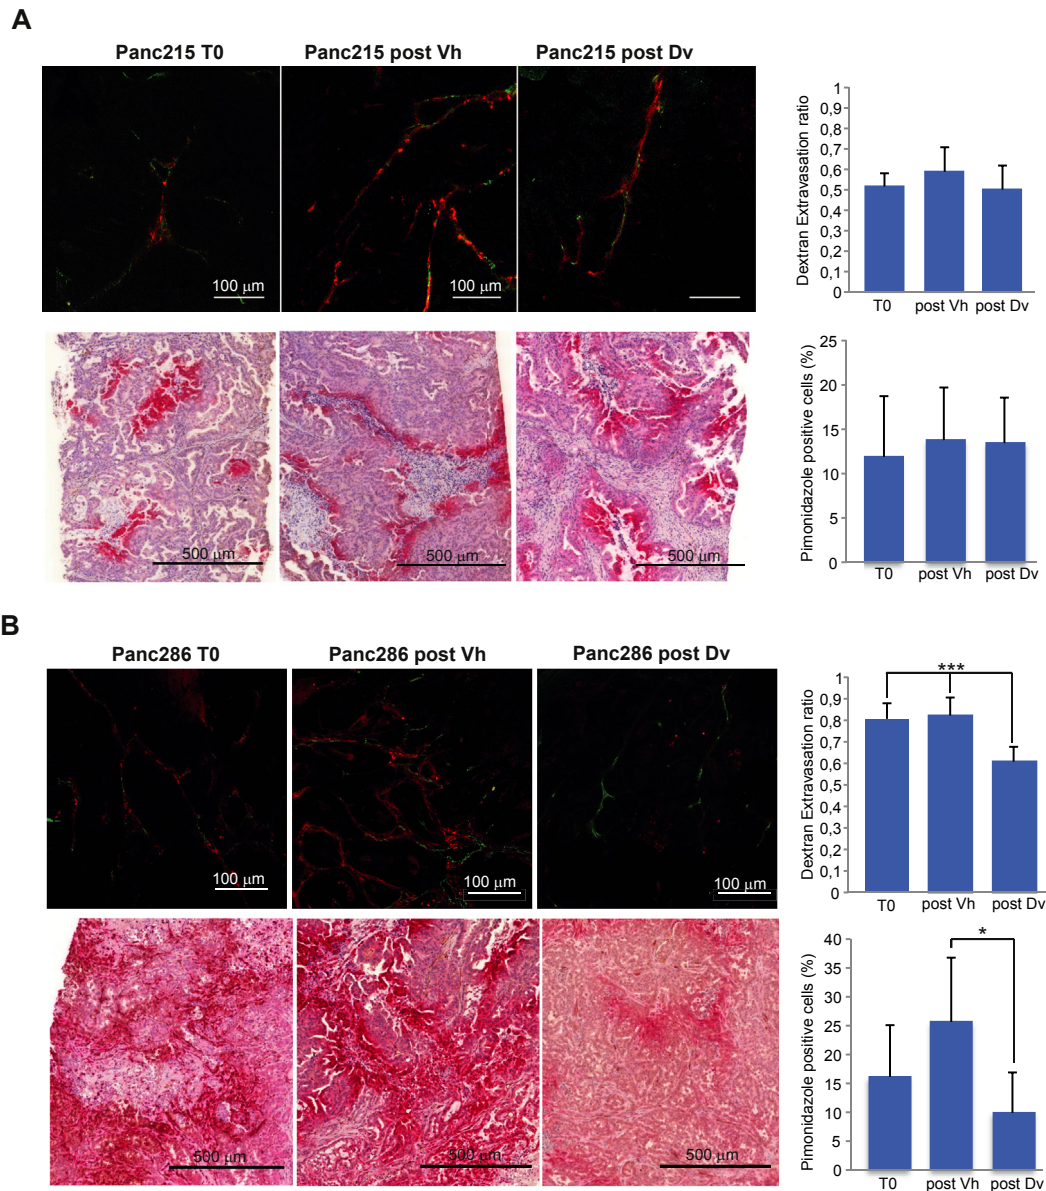 A
Panc215 T0
Panc215 post Vh
Panc215 post Dv
100 µm
100 µm
Dextran Extravasation ratio
1
0,9
0,8
0,7
0,6
0,5
0,4
0,3
0,2
0,1
0
T0
post Vh
post Dv
500 µm
500 µm
500 µm
Pimonidazole positive cells (%)
25
20
15
10
5
0
T0
post Vh
post Dv
B
Panc286 T0
Panc286 post Vh
Panc286 post Dv
100 µm
100 µm
100 µm
***
Dextran Extravasation ratio
1
0,9
0,8
0,7
0,6
0,5
0,4
0,3
0,2
0,1
0
T0
post Vh
post Dv
500 µm
500 µm
500 µm
*
Pimonidazole positive cells (%)
40
35
30
25
20
15
10
5
0
T0
post Vh
post Dv